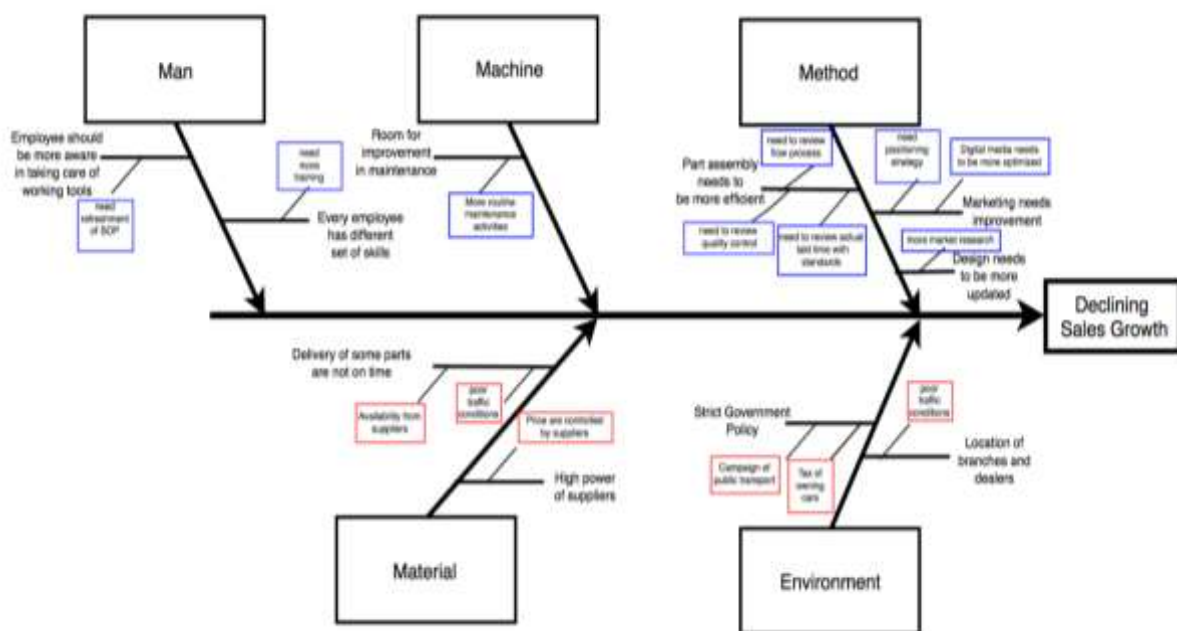 Man
Machine
Method
Employee should
be more aware
in taking care of
working tools
need
refreshment
of SOP
need
more
training
Every employee
has different
set of skills
Room for
improvement
in maintenance
More routine
maintenance
activities
need to review
flow process
Part assembly
needs to
be more efficient
need to review
quality control
need to review actual
takt time with
standards
need
positioning
strategy
Digital media needs
to be more optimised
Marketing needs
improvement
more market research
Design needs
to be more
updated
Declining
Sales Growth
Delivery of some parts
are not on time
Availability from
suppliers
poor
traffic
conditions
Price are controlled
by suppliers
High power
of suppliers
Material
Strict Government
Policy
Campaign of
public transport
Tax of
owning
cars
poor
traffic
conditions
Location of
branches and
dealers
Environment